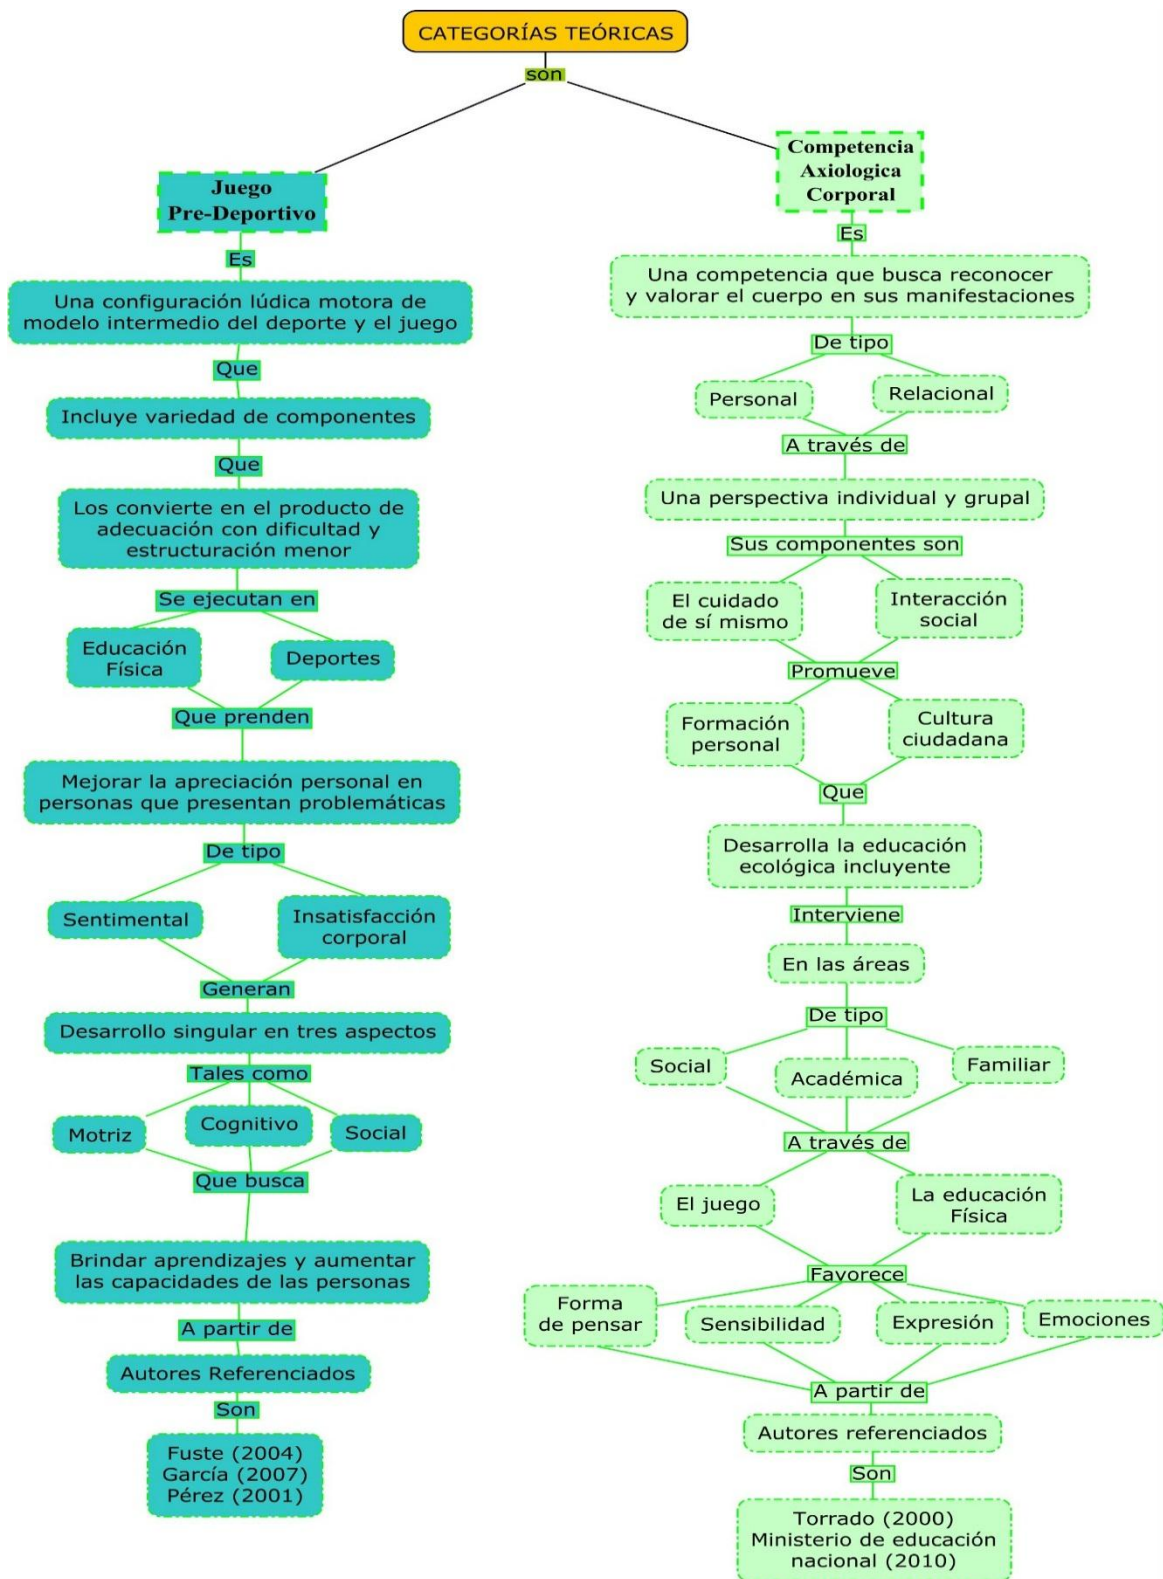 CATEGORÍAS TEÓRICAS
son
Juego
Pre-Deportivo
Es
Una configuración lúdica motora de
modelo intermedio del deporte y el juego
Que
Incluye variedad de componentes
Que
Los convierte en el producto de
adecuación con dificultad y
estructuración menor
Se ejecutan en
Educación
Física
Deportes
Que prenden
Mejorar la apreciación personal en
personas que presentan problemáticas
De tipo
Sentimental
Insatisfacción
corporal
Generan
Desarrollo singular en tres aspectos
Tales como
Motriz
Cognitivo
Social
Que busca
Brindar aprendizajes y aumentar
las capacidades de las personas
A partir de
Autores Referenciados
Son
Fuste (2004)
García (2007)
Pérez (2001)
Competencia
Axiologica
Corporal
Es
Una competencia que busca reconocer
y valorar el cuerpo en sus manifestaciones
De tipo
Personal
Relacional
A través de
Una perspectiva individual y grupal
Sus componentes son
El cuidado
de sí mismo
Interacción
social
Promueve
Formación
personal
Cultura
ciudadana
Que
Desarrolla la educación
ecológica incluyente
Interviene
En las áreas
De tipo
Social
Académica
Familiar
A través de
El juego
La educación
Física
Favorece
Forma
de pensar
Sensibilidad
Expresión
Emociones
A partir de
Autores referenciados
Son
Torrado (2000)
Ministerio de educación
nacional (2010)